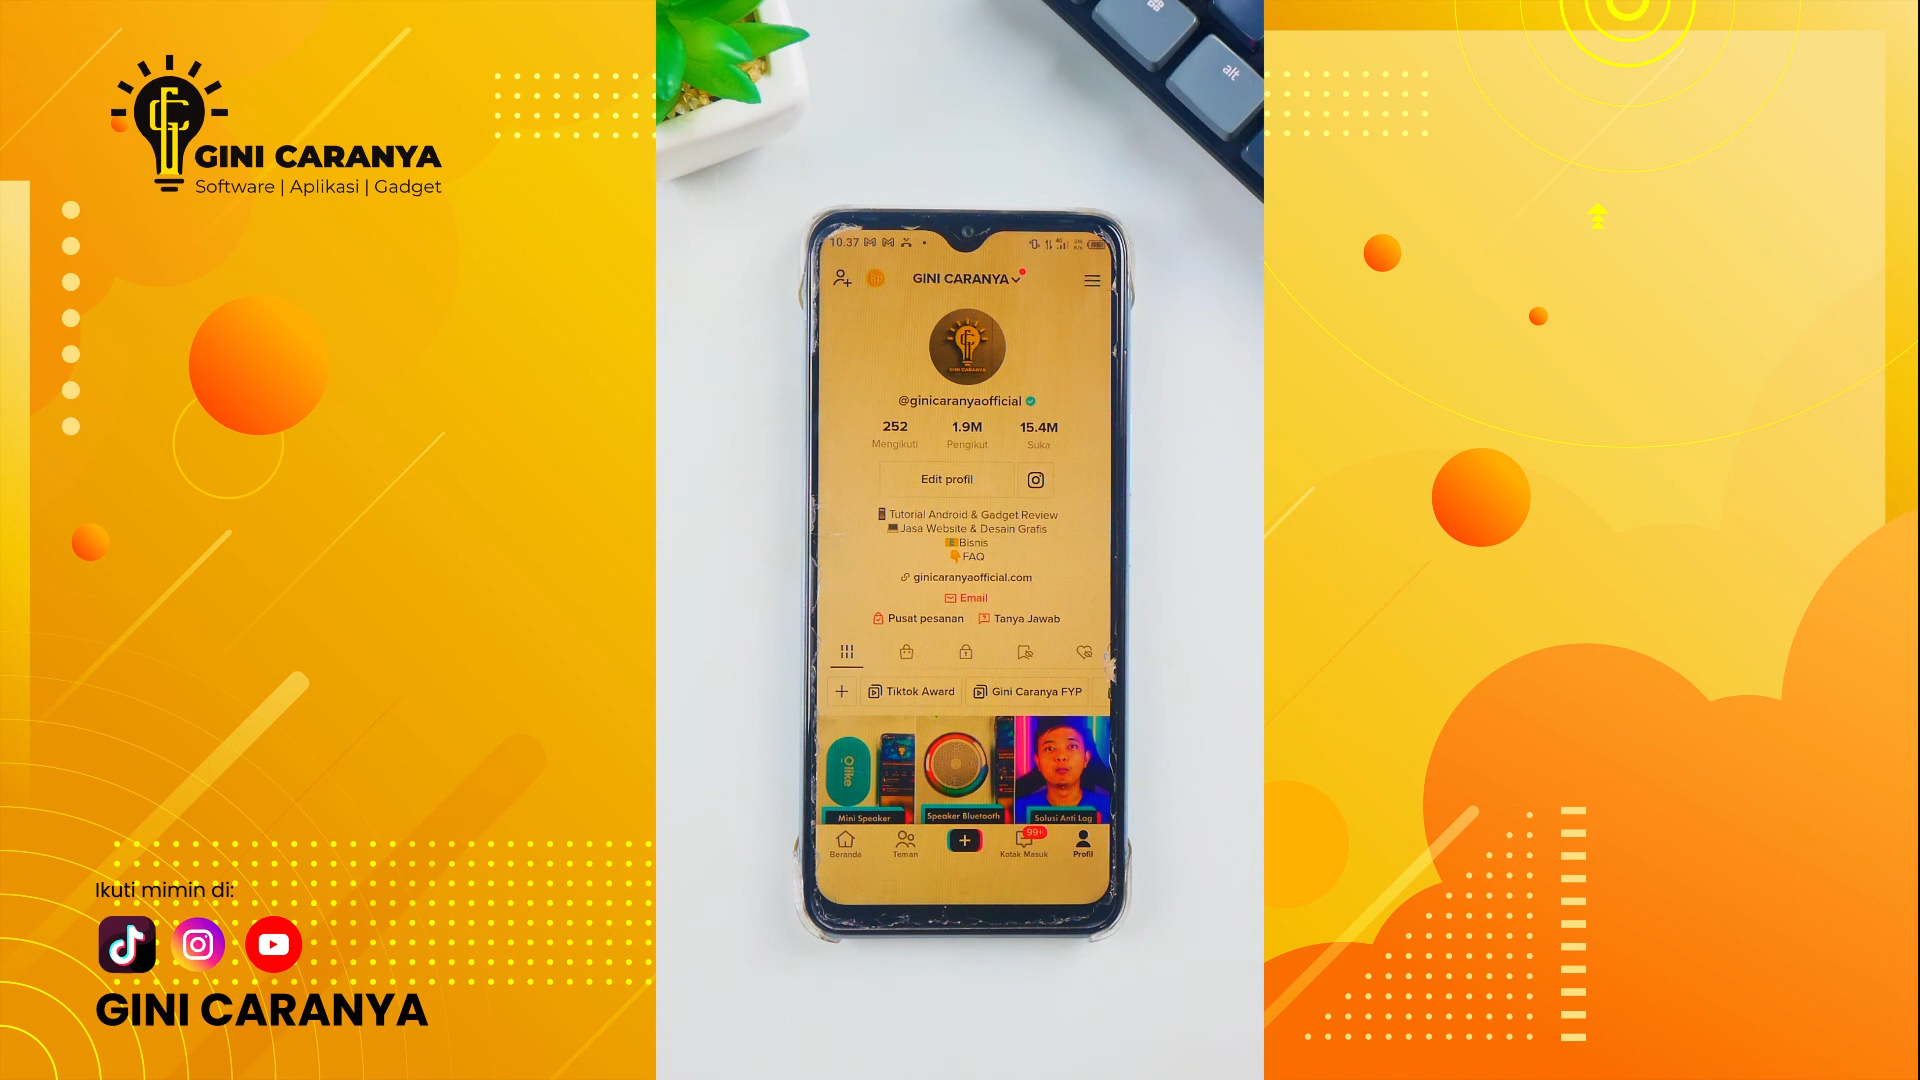 GINI CARANYA
Software | Aplikasi | Gadget
alt
10.37
GINI CARANYA
GINI CARANYA
@ginicaranyaofficial
252 1.9M 15.4M
Mengikuti Pengikut Suka
Edit profil
Tutorial Android & Gadget Review
Jasa Website & Desain Grafis
Bisnis
FAQ
ginicaranyaofficial.com
Email
Pusat pesanan Tanya Jawab
Tiktok Award Gini Caranya FYP
Olike
Mini Speaker Speaker Bluetooth Solusi Anti Lag
99+
Beranda Teman Kotak Masuk Profil
Ikuti mimin di:
GINI CARANYA